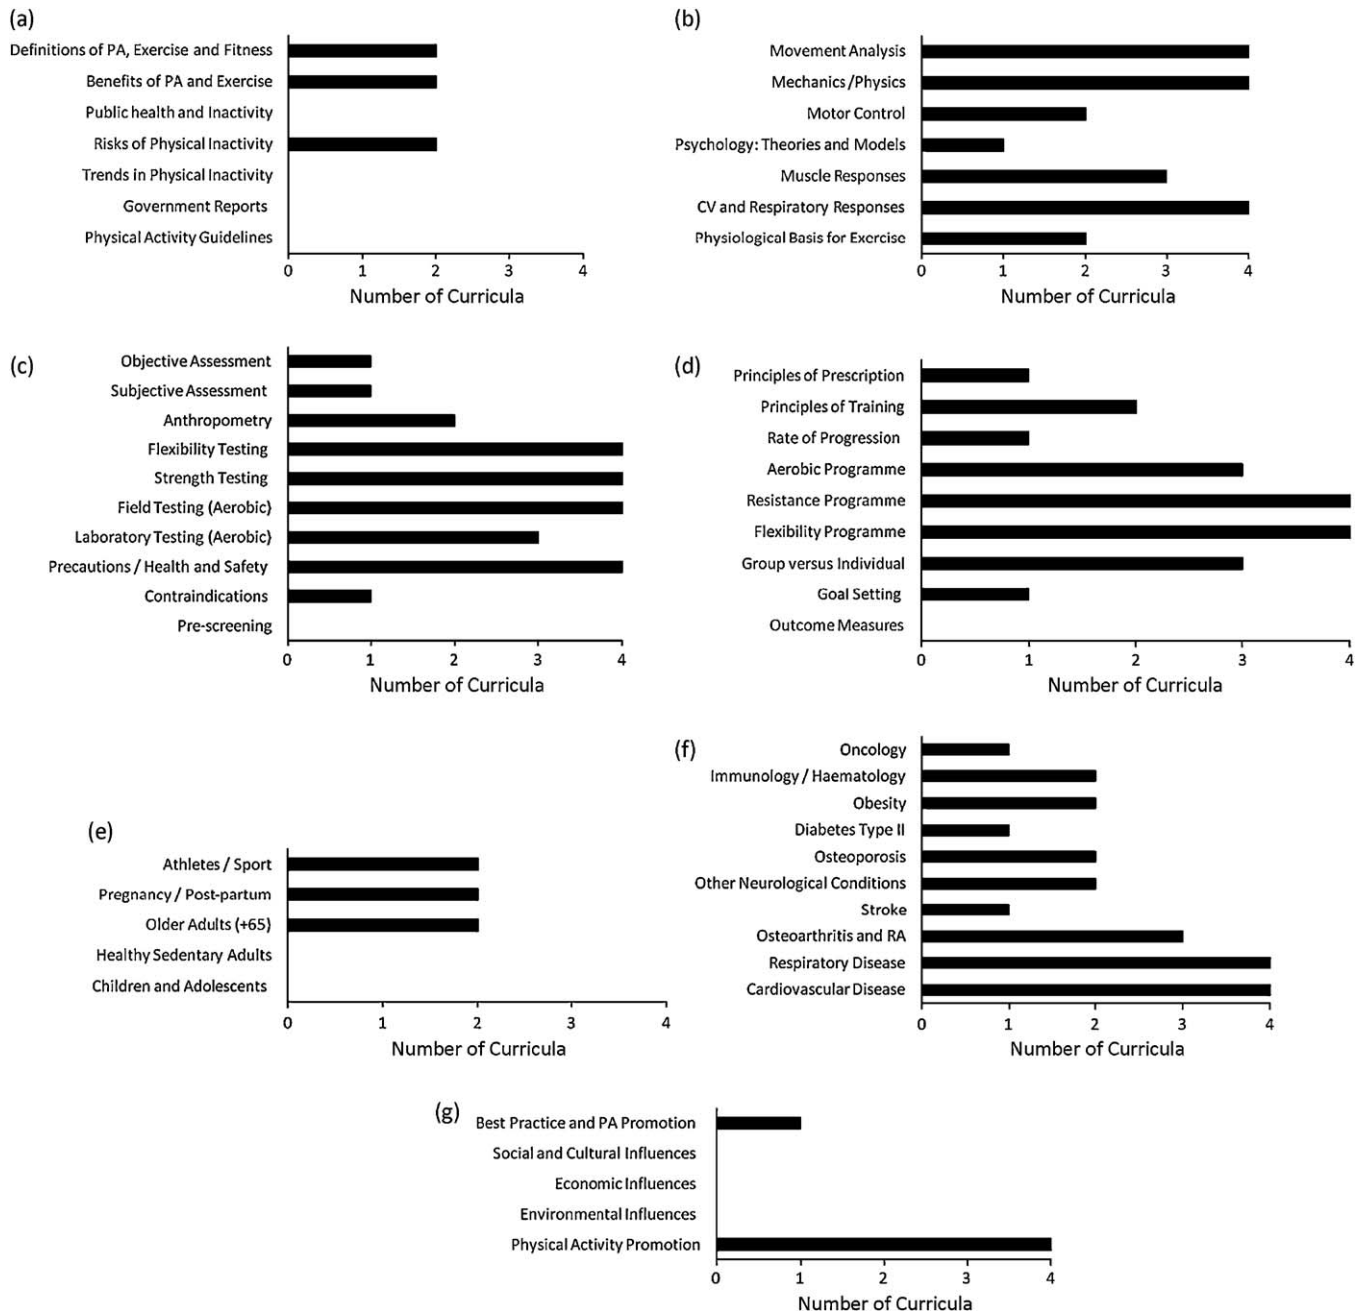 (a)
Definitions of PA, Exercise and Fitness
Benefits of PA and Exercise
Public health and Inactivity
Risks of Physical Inactivity
Trends in Physical Inactivity
Government Reports
Physical Activity Guidelines
0 1 2 3 4
Number of Curricula
(b)
Movement Analysis
Mechanics/Physics
Motor Control
Psychology: Theories and Models
Muscle Responses
CV and Respiratory Responses
Physiological Basis for Exercise
0 1 2 3 4
Number of Curricula
(c)
Objective Assessment
Subjective Assessment
Anthropometry
Flexibility Testing
Strength Testing
Field Testing (Aerobic)
Laboratory Testing (Aerobic)
Precautions / Health and Safety
Contraindications
Pre-screening
0 1 2 3 4
Number of Curricula
(d)
Principles of Prescription
Principles of Training
Rate of Progression
Aerobic Programme
Resistance Programme
Flexibility Programme
Group versus Individual
Goal Setting
Outcome Measures
0 1 2 3 4
Number of Curricula
(e)
Athletes / Sport
Pregnancy / Post-partum
Older Adults (+65)
Healthy Sedentary Adults
Children and Adolescents
0 1 2 3 4
Number of Curricula
(f)
Oncology
Immunology / Haematology
Obesity
Diabetes Type II
Osteoporosis
Other Neurological Conditions
Stroke
Osteoarthritis and RA
Respiratory Disease
Cardiovascular Disease
0 1 2 3 4
Number of Curricula
(g)
Best Practice and PA Promotion
Social and Cultural Influences
Economic Influences
Environmental Influences
Physical Activity Promotion
0 1 2 3 4
Number of Curricula